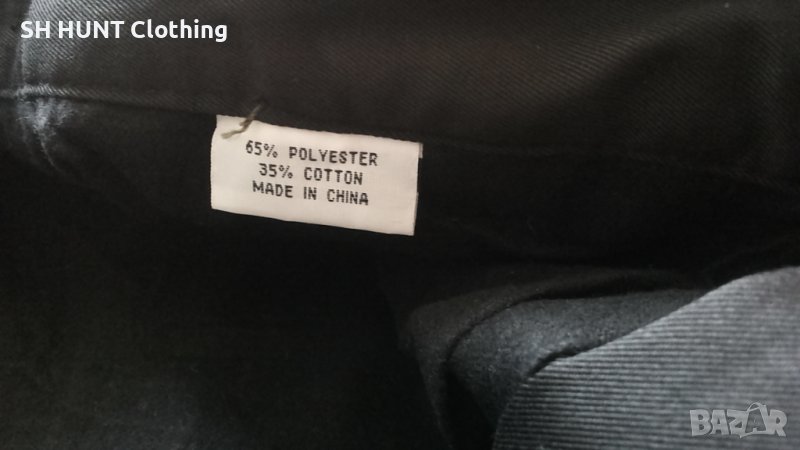 SH HUNT Clothing
65% POLYESTER
35% COTTON
MADE IN CHINA
BAZAR